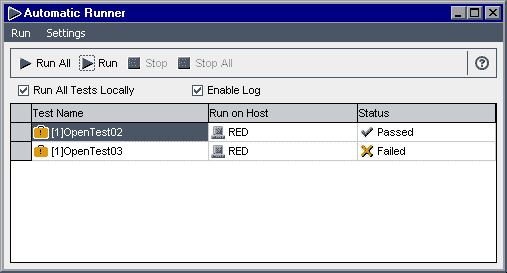 Automatic Runner
Run Settings
Run All Run Stop Stop All ?
Run All Tests Locally Enable Log
Test Name Run on Host Status
[1]OpenTest02 RED Passed
[1]OpenTest03 RED Failed